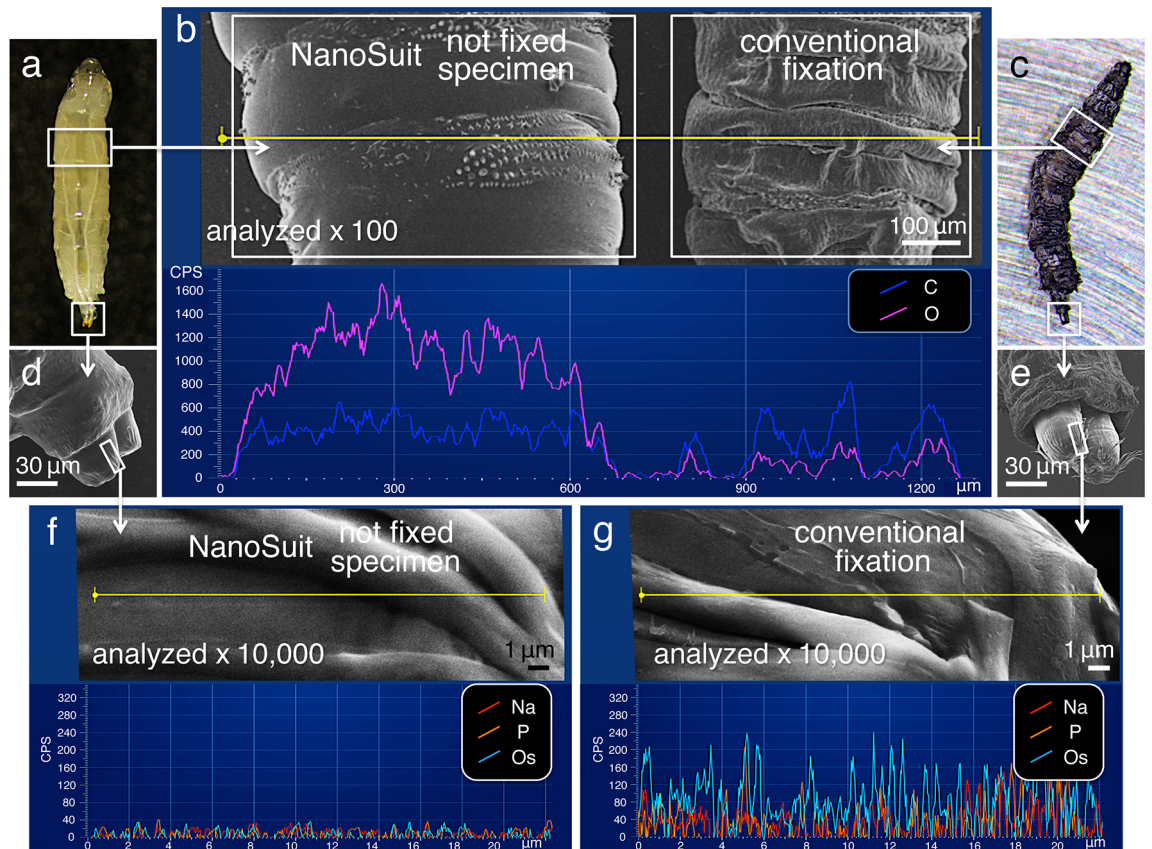 a
b
NanoSuit
not fixed
specimen
conventional
fixation
analyzed x 100
100 μm
c
CPS
1600
1400
1200
1000
800
600
400
200
0
C
O
0
300
600
900
1200
μm
d
30 μm
e
30 μm
f
NanoSuit
not fixed
specimen
analyzed x 10,000
1 μm
CPS
320
280
240
200
160
120
80
40
0
Na
P
Os
0
2
4
6
8
10
12
14
16
18
20
μm
g
conventional
fixation
analyzed x 10,000
1 μm
CPS
320
280
240
200
160
120
80
40
0
Na
P
Os
0
2
4
6
8
10
12
14
16
18
20
μm